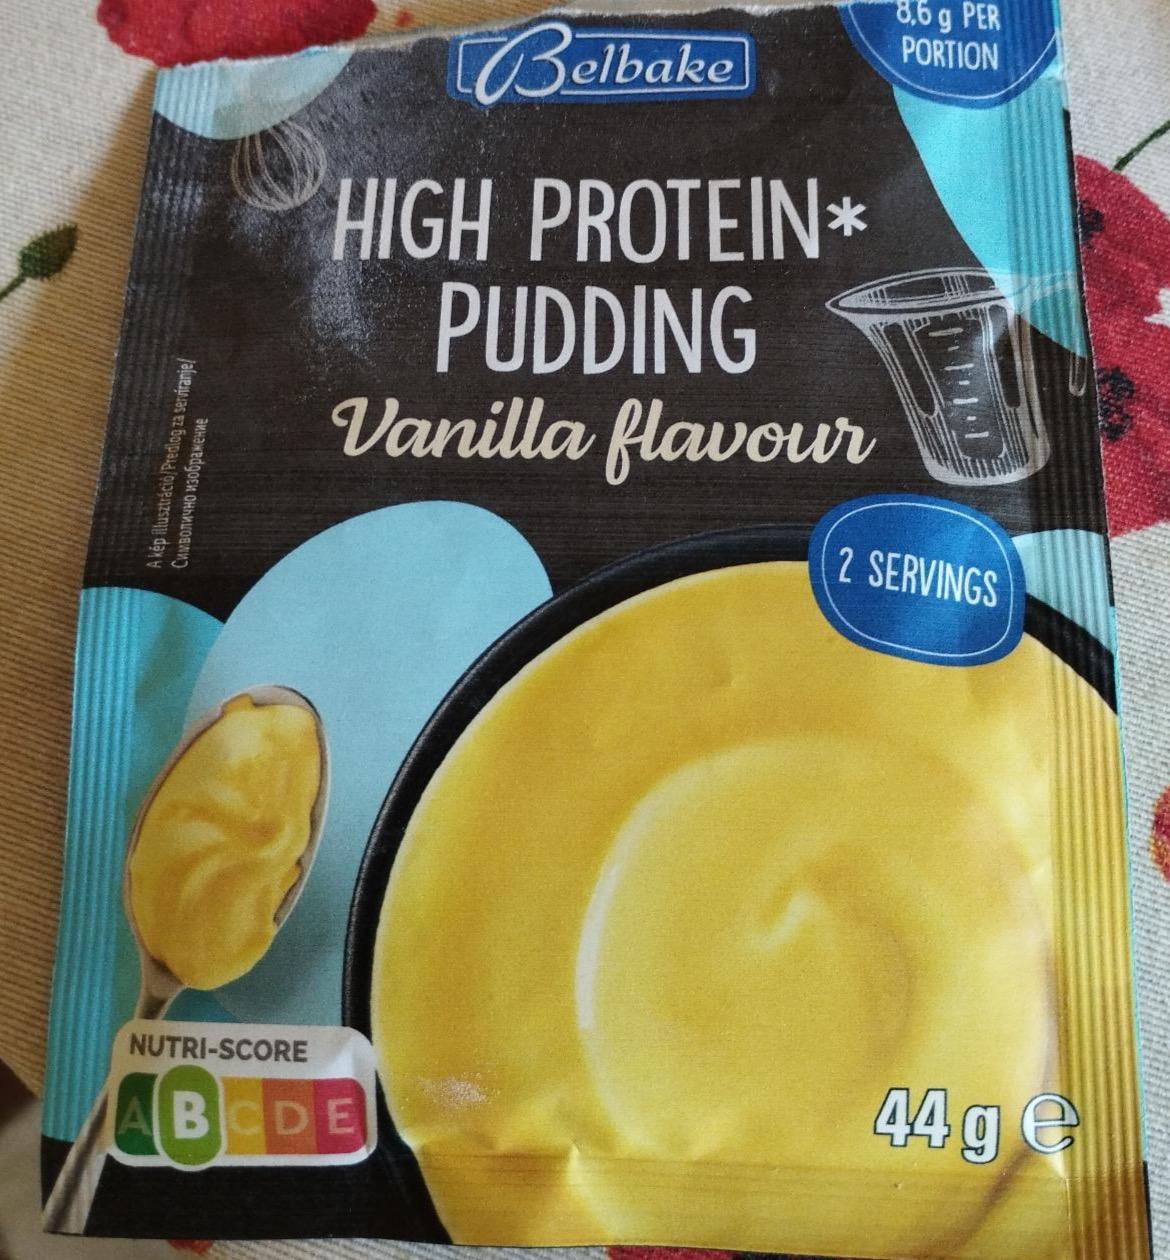 8,6 g PER
PORTION
Belbake
HIGH PROTEIN*
PUDDING
Vanilla flavour
A kép illusztráció/Predlog za serviranje/
Символично изображение
2 SERVINGS
NUTRI-SCORE
A B C D E
44 g e